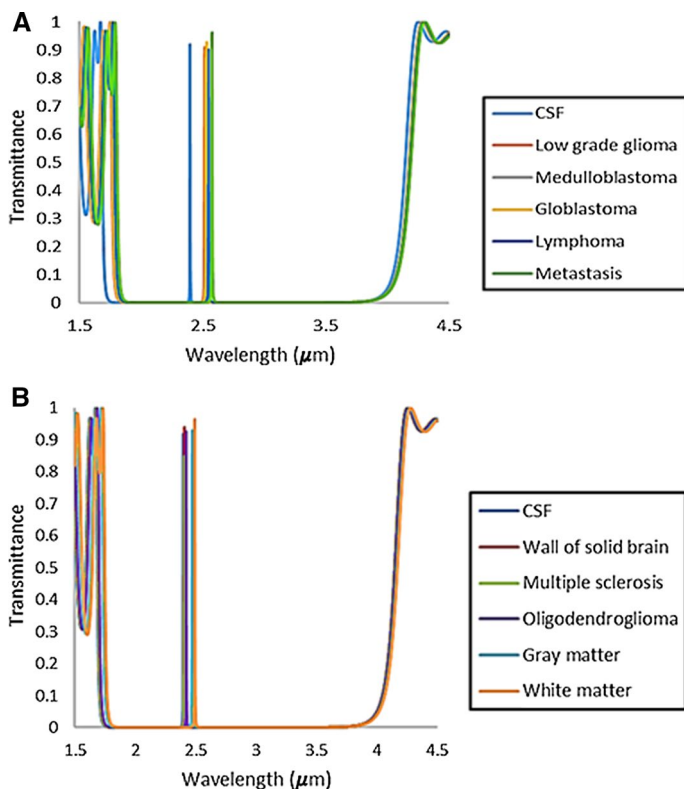 A
1
0.9
0.8
0.7
0.6
0.5
0.4
0.3
0.2
0.1
0
Transmittance
1.5 2.5 3.5 4.5
Wavelength (μm)
CSF
Low grade glioma
Medulloblastoma
Globlastoma
Lymphoma
Metastasis
B
1
0.9
0.8
0.7
0.6
0.5
0.4
0.3
0.2
0.1
0
Transmittance
1.5 2 2.5 3 3.5 4 4.5
Wavelength (μm)
CSF
Wall of solid brain
Multiple sclerosis
Oligodendroglioma
Gray matter
White matter